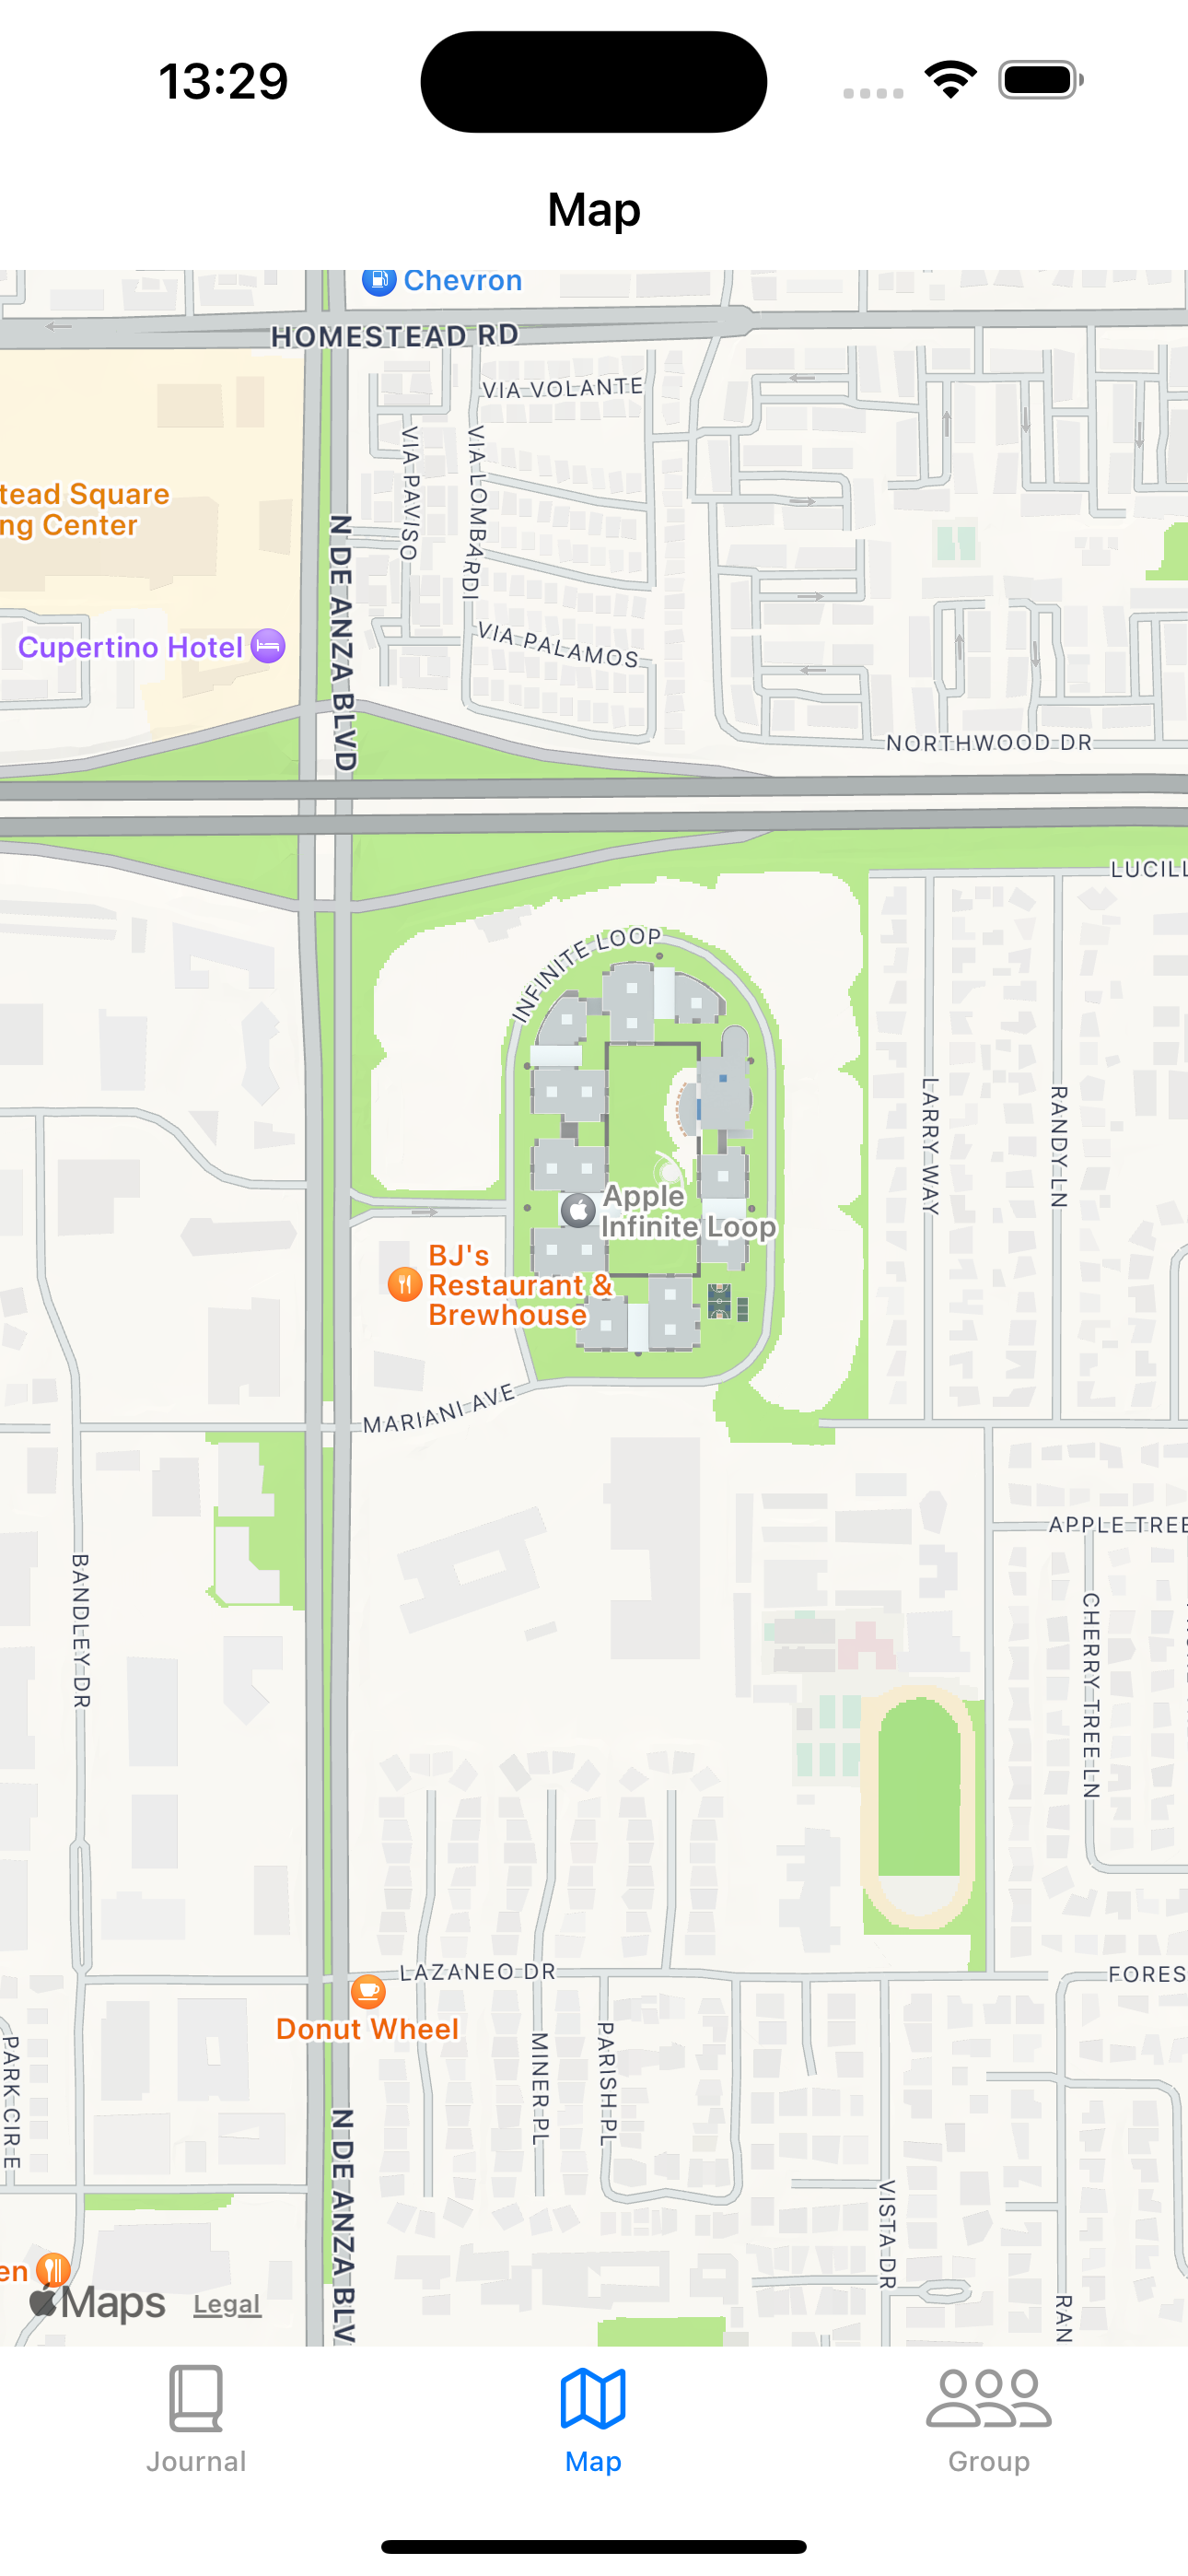 13:29
Map
Chevron
HOMESTEAD RD
VIA VOLANTE
VIA PAVISO
VIA LOMBARDI
tead Square
ng Center
N DE ANZA BLVD
Cupertino Hotel
VIA PALAMOS
NORTHWOOD DR
LUCILL
INFINITE LOOP
LARRY WAY
RANDY LN
Apple
Infinite Loop
BJ's
Restaurant &
Brewhouse
MARIANI AVE
APPLE TREE
BANDLEY DR
CHERRY TREE LN
LAZANEO DR
FORES
Donut Wheel
PARK CIR E
MINER PL
PARISH PL
N DE ANZA BLV
VISTA DR
en
RAN
Maps
Legal
Journal
Map
Group